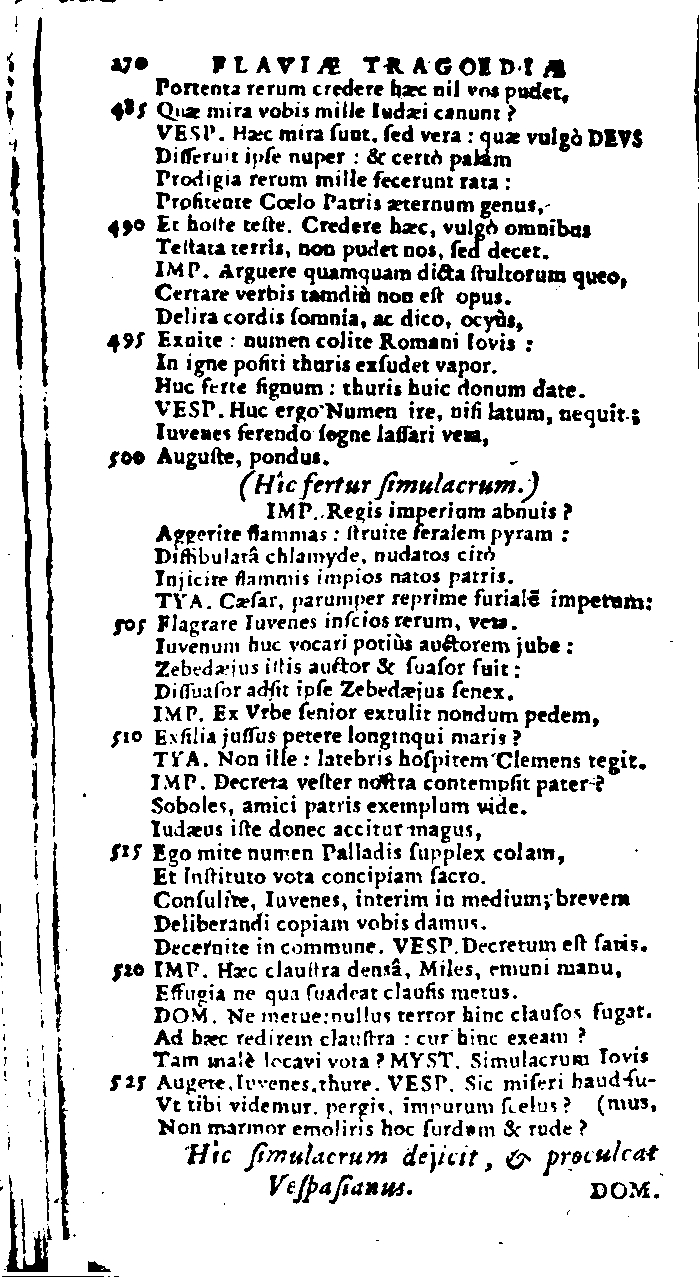 270 FLAVIÆ TRAGOEDIÆ
Portenta rerum credere hæc nil vos pudet,
485 Quæ mira vobis mille Iudæi canunt ?
VESP. Hæc mira ſunt, ſed vera : quæ vulgò DEVS
Diſſeruit ipſe nuper : & certò palàm
Prodigia rerum mille fecerunt rata :
Profitente Cœlo Patris æternum genus,
490 Et hoſte teſte. Credere hæc, vulgò omnibus
Teſtata terris, non pudet nos, ſed decet.
IMP. Arguere quamquam dicta ſtultorum queo,
Certare verbis tamdiù non eſt opus.
Delira cordis ſomnia, ac dico, ocyùs,
495 Exuite : numen colite Romani Iovis :
In igne poſiti thuris exſudet vapor.
Huc ferte ſignum : thuris huic donum date.
VESP. Huc ergo Numen ire, niſi latum, nequit ;
Iuvenes ferendo ſegne laſſari vera,
500 Auguſte, pondus.
(Hic fertur ſimulacrum.)
IMP. Regis imperium abnuis ?
Aggerite flammas : ſtruite feralem pyram :
Diffibulatâ chlamyde, nudatos citò
Injicite flammis impios natos patris.
TYA. Cæſar, parumper reprime furialē impetum:
505 Flagrare Iuvenes inſcios rerum, veta.
Iuvenum huc vocari potiùs auctorem jube :
Zebedæjus iſtis auctor & ſuaſor fuit :
Diſſuaſor adſit ipſe Zebedæjus ſenex.
IMP. Ex Vrbe ſenior extulit nondum pedem,
510 Exſilia juſſus petere longinqui maris ?
TYA. Non ille : latebris hoſpitem Clemens tegit.
IMP. Decreta veſter noſtra contempſit pater ?
Soboles, amici patris exemplum vide.
Iudæus iſte donec accitur magus,
515 Ego mite numen Palladis ſupplex colam,
Et Inſtituto vota concipiam ſacro.
Conſulite, Iuvenes, interim in medium; brevem
Deliberandi copiam vobis damus.
Decernite in commune. VESP. Decretum eſt ſatis.
520 IMP. Hæc clauſtra densâ, Miles, emuni manu,
Effugia ne qua ſuadeat clauſis metus.
DOM. Ne metue: nullus terror hinc clauſos fugat.
Ad hæc redirem clauſtra : cur hinc exeam ?
Tam malè locavi vota ? MYST. Simulacrum Iovis
525 Augete, Iuvenes, thure. VESP. Sic miſeri haud ſu-
Vt tibi videmur. pergis, impurum ſcelus ? (mus,
Non marmor emoliris hoc ſurdum & rude ?
Hic ſimulacrum dejicit, & proculcat
Veſpaſianus. DOM.